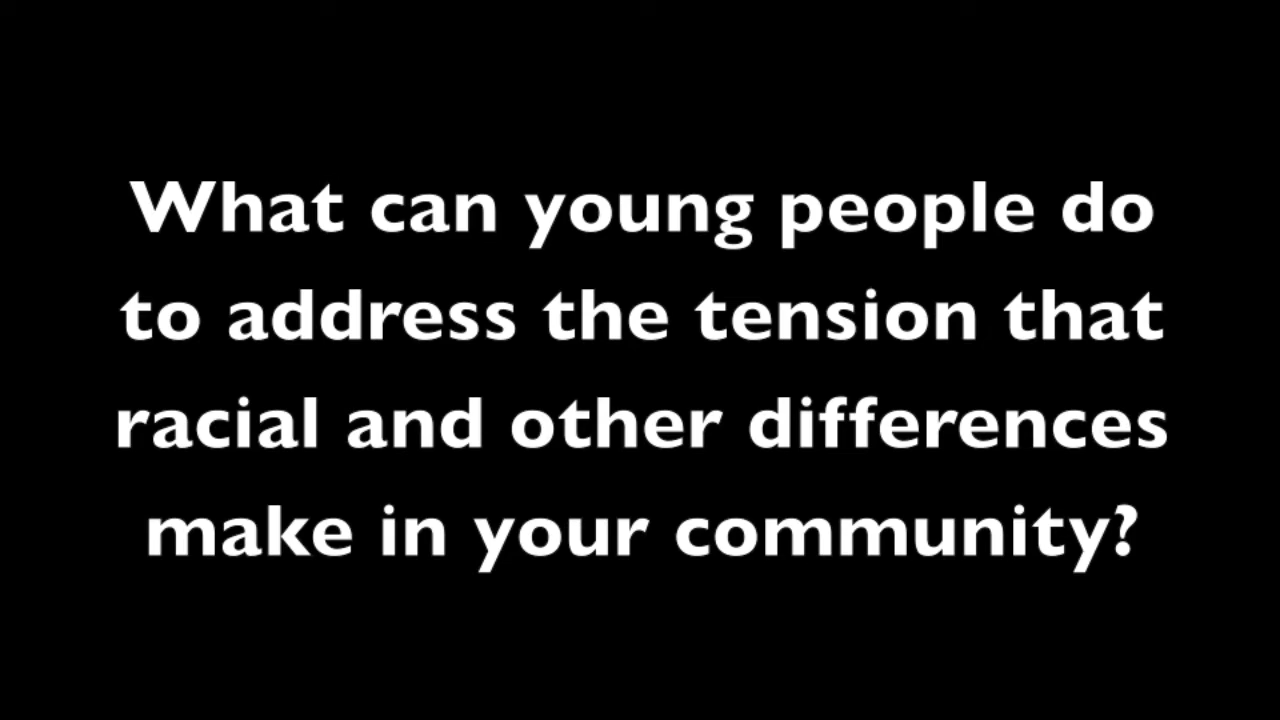 What can young people do
to address the tension that
racial and other differences
make in your community?